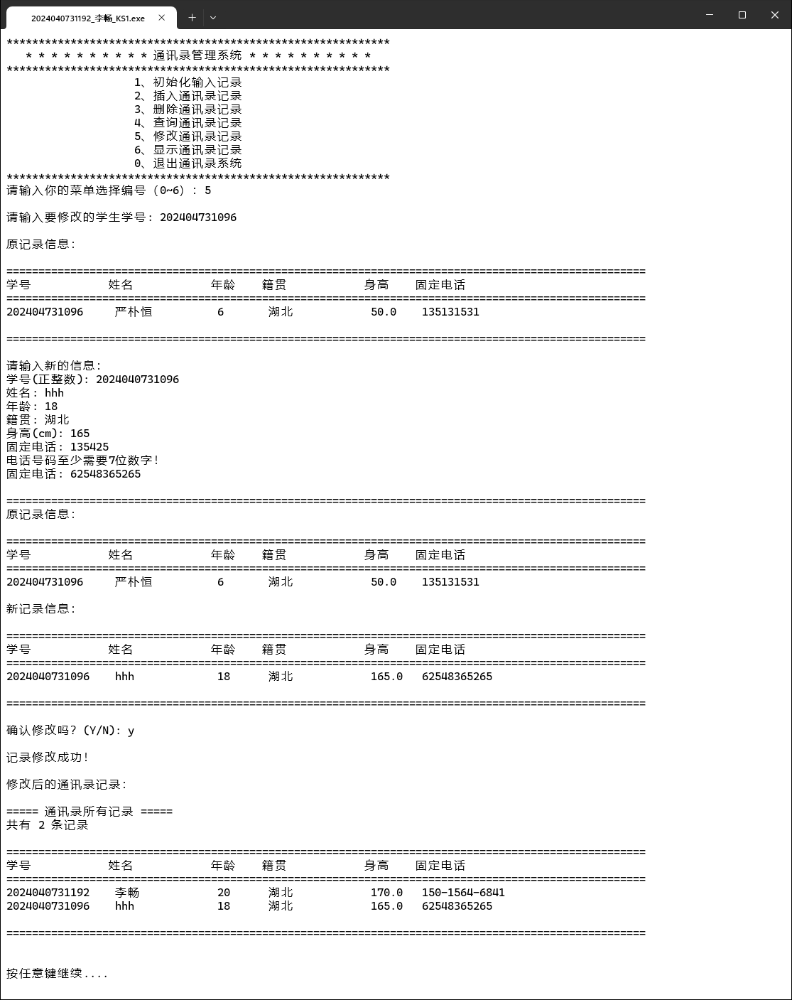 2024040731192_李畅_KS1.exe
************************************************************
* * * * * * * * * * 通讯录管理系统 * * * * * * * * * *
************************************************************
1、初始化输入记录
2、插入通讯录记录
3、删除通讯录记录
4、查询通讯录记录
5、修改通讯录记录
6、显示通讯录记录
0、退出通讯录系统
************************************************************
请输入你的菜单选择编号（0~6）：5
请输入要修改的学生学号：202404731096
原记录信息：
====================================================================================================
学号 姓名 年龄 籍贯 身高 固定电话
====================================================================================================
202404731096 严朴恒 6 湖北 50.0 135131531
====================================================================================================
请输入新的信息：
学号(正整数)：2024040731096
姓名：hhh
年龄：18
籍贯：湖北
身高(cm)：165
固定电话：135425
电话号码至少需要7位数字！
固定电话：62548365265
====================================================================================================
原记录信息：
====================================================================================================
学号 姓名 年龄 籍贯 身高 固定电话
====================================================================================================
202404731096 严朴恒 6 湖北 50.0 135131531
新记录信息：
====================================================================================================
学号 姓名 年龄 籍贯 身高 固定电话
====================================================================================================
2024040731096 hhh 18 湖北 165.0 62548365265
====================================================================================================
确认修改吗？(Y/N)：y
记录修改成功！
修改后的通讯录记录：
===== 通讯录所有记录 =====
共有 2 条记录
====================================================================================================
学号 姓名 年龄 籍贯 身高 固定电话
====================================================================================================
2024040731192 李畅 20 湖北 170.0 150-1564-6841
2024040731096 hhh 18 湖北 165.0 62548365265
====================================================================================================
按任意键继续....